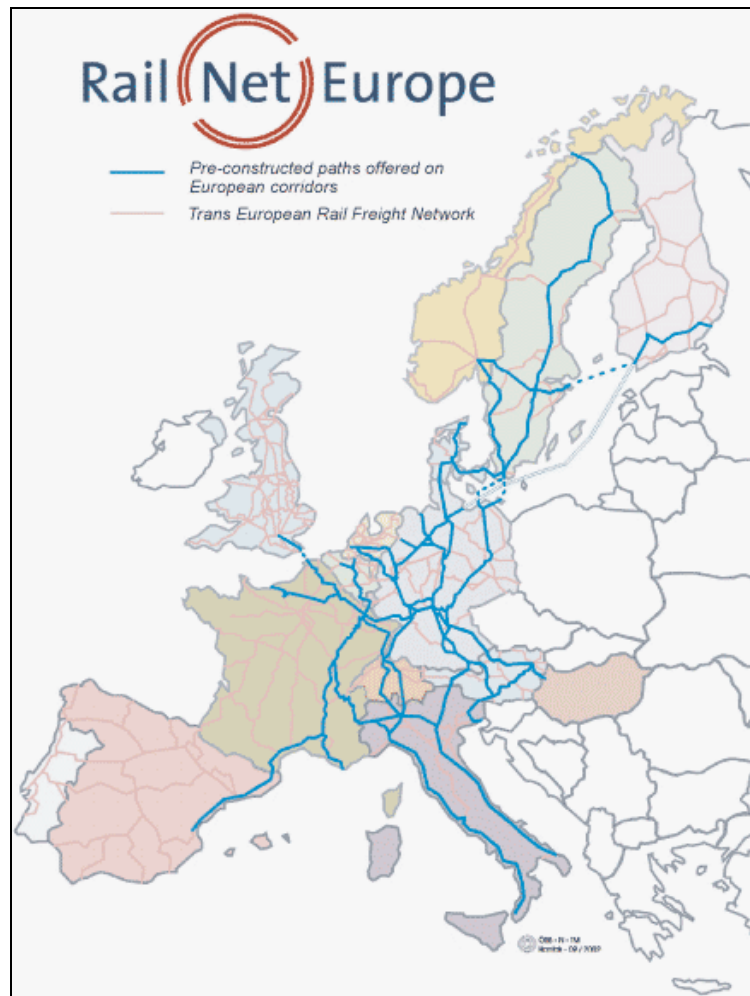 Rail Net Europe
Pre-constructed paths offered on
European corridors
Trans European Rail Freight Network